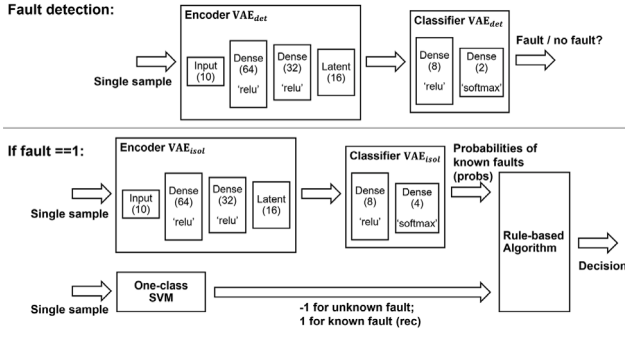 Fault detection:
Encoder VAE_det
Classifier VAE_det
Fault / no fault?
Single sample
Input
(10)
Dense
(64)
'relu'
Dense
(32)
'relu'
Latent
(16)
Dense
(8)
'relu'
Dense
(2)
'softmax'
If fault ==1:
Encoder VAE_isol
Classifier VAE_isol
Probabilities of
known faults
(probs)
Single sample
Input
(10)
Dense
(64)
'relu'
Dense
(32)
'relu'
Latent
(16)
Dense
(8)
'relu'
Dense
(4)
'softmax'
Rule-based
Algorithm
Decision
Single sample
One-class
SVM
-1 for unknown fault;
1 for known fault (rec)